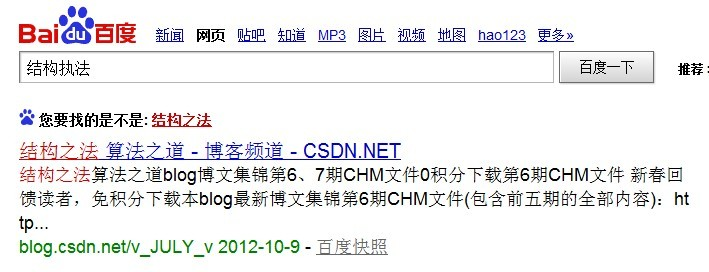 Bai du 百度 新闻 网页 贴吧 知道 MP3 图片 视频 地图 hao123 更多»
结构执法 百度一下 推荐：
您要找的是不是: 结构之法
结构之法 算法之道 - 博客频道 - CSDN.NET
结构之法算法之道blog博文集锦第6、7期CHM文件0积分下载第6期CHM文件 新春回
馈读者，免积分下载本blog最新博文集锦第6期CHM文件(包含前五期的全部内容)：ht
tp...
blog.csdn.net/v_JULY_v 2012-10-9 - 百度快照